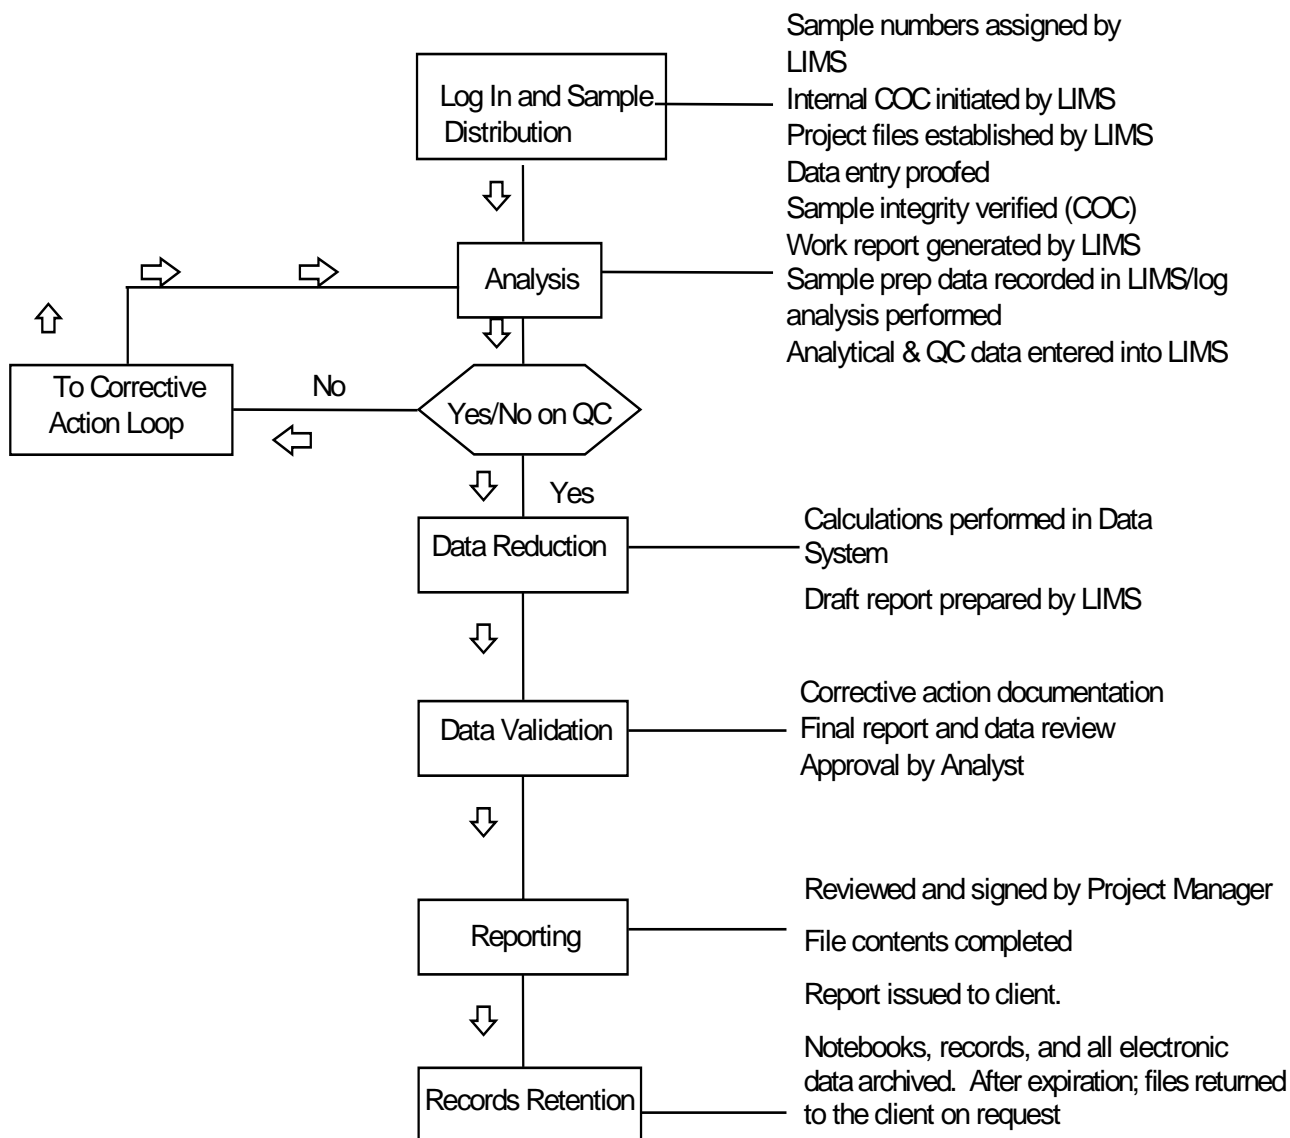 Sample numbers assigned by
LIMS
Log In and Sample
Distribution
Internal COC initiated by LIMS
Project files established by LIMS
Data entry proofed
Sample integrity verified (COC)
Work report generated by LIMS
Analysis
Sample prep data recorded in LIMS/log
analysis performed
Analytical & QC data entered into LIMS
To Corrective
Action Loop
No
Yes/No on QC
Yes
Data Reduction
Calculations performed in Data
System
Draft report prepared by LIMS
Data Validation
Corrective action documentation
Final report and data review
Approval by Analyst
Reporting
Reviewed and signed by Project Manager
File contents completed
Report issued to client.
Records Retention
Notebooks, records, and all electronic
data archived.  After expiration; files returned
to the client on request